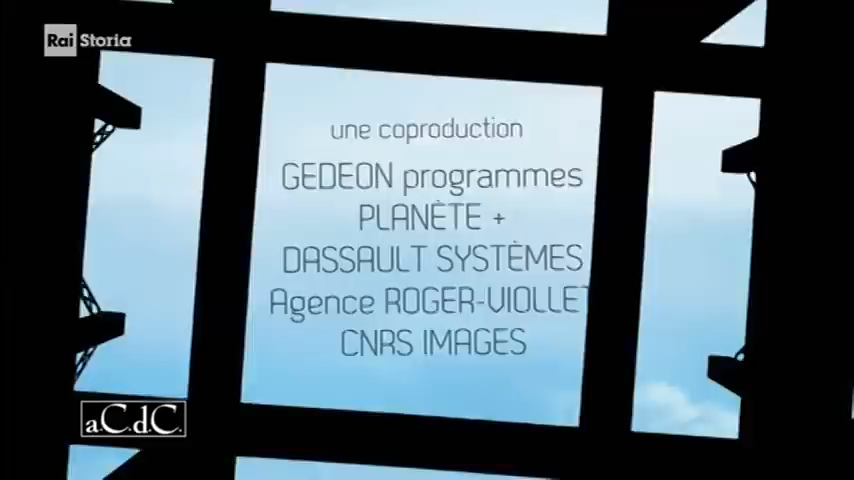 Rai Storia
une coproduction
GEDEON programmes
PLANÈTE +
DASSAULT SYSTÈMES
Agence ROGER-VIOLLET
CNRS IMAGES
a.C.d.C.